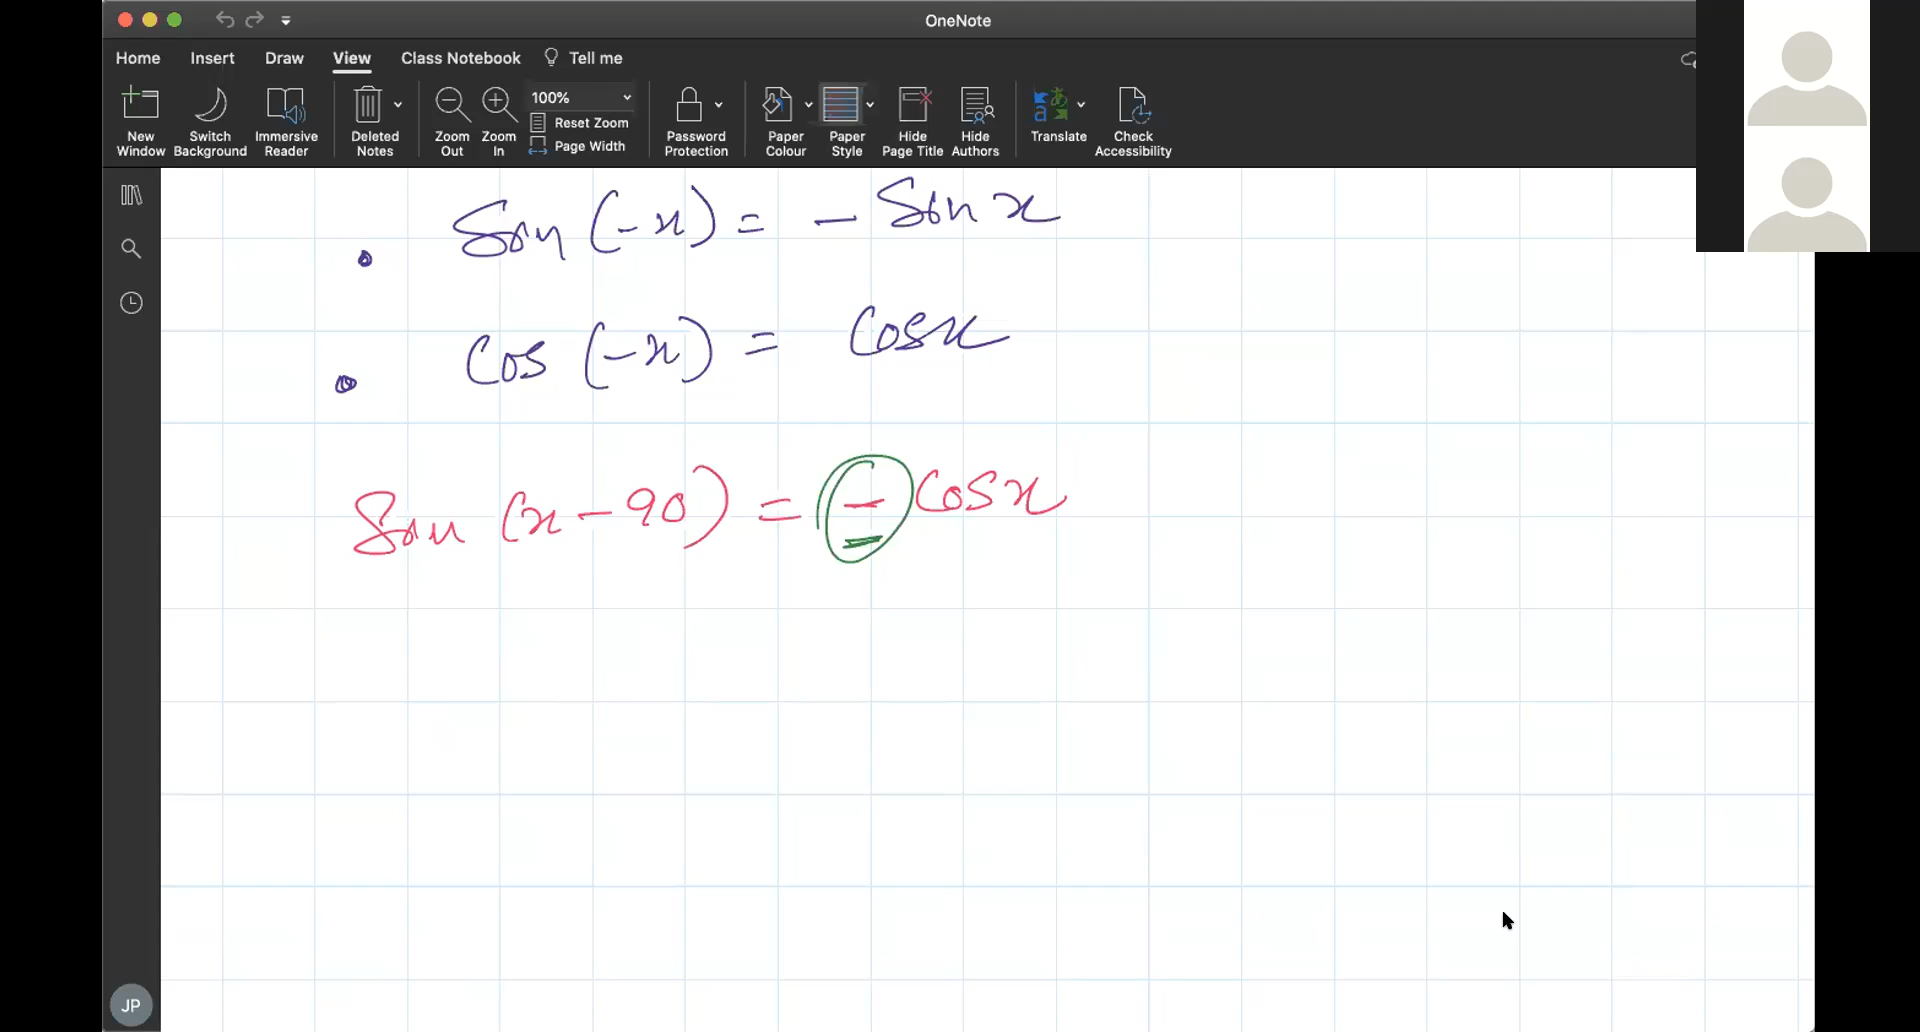 OneNote
Home Insert Draw View Class Notebook Tell me
100%
Reset Zoom
Page Width
New Window Switch Background Immersive Reader Deleted Notes Zoom Out Zoom In Password Protection Paper Colour Paper Style Hide Page Title Hide Authors Translate Check Accessibility
Sin (-x) = - Sin x
Cos (-x) = Cosx
Sin (x - 90) = - Cosx
JP